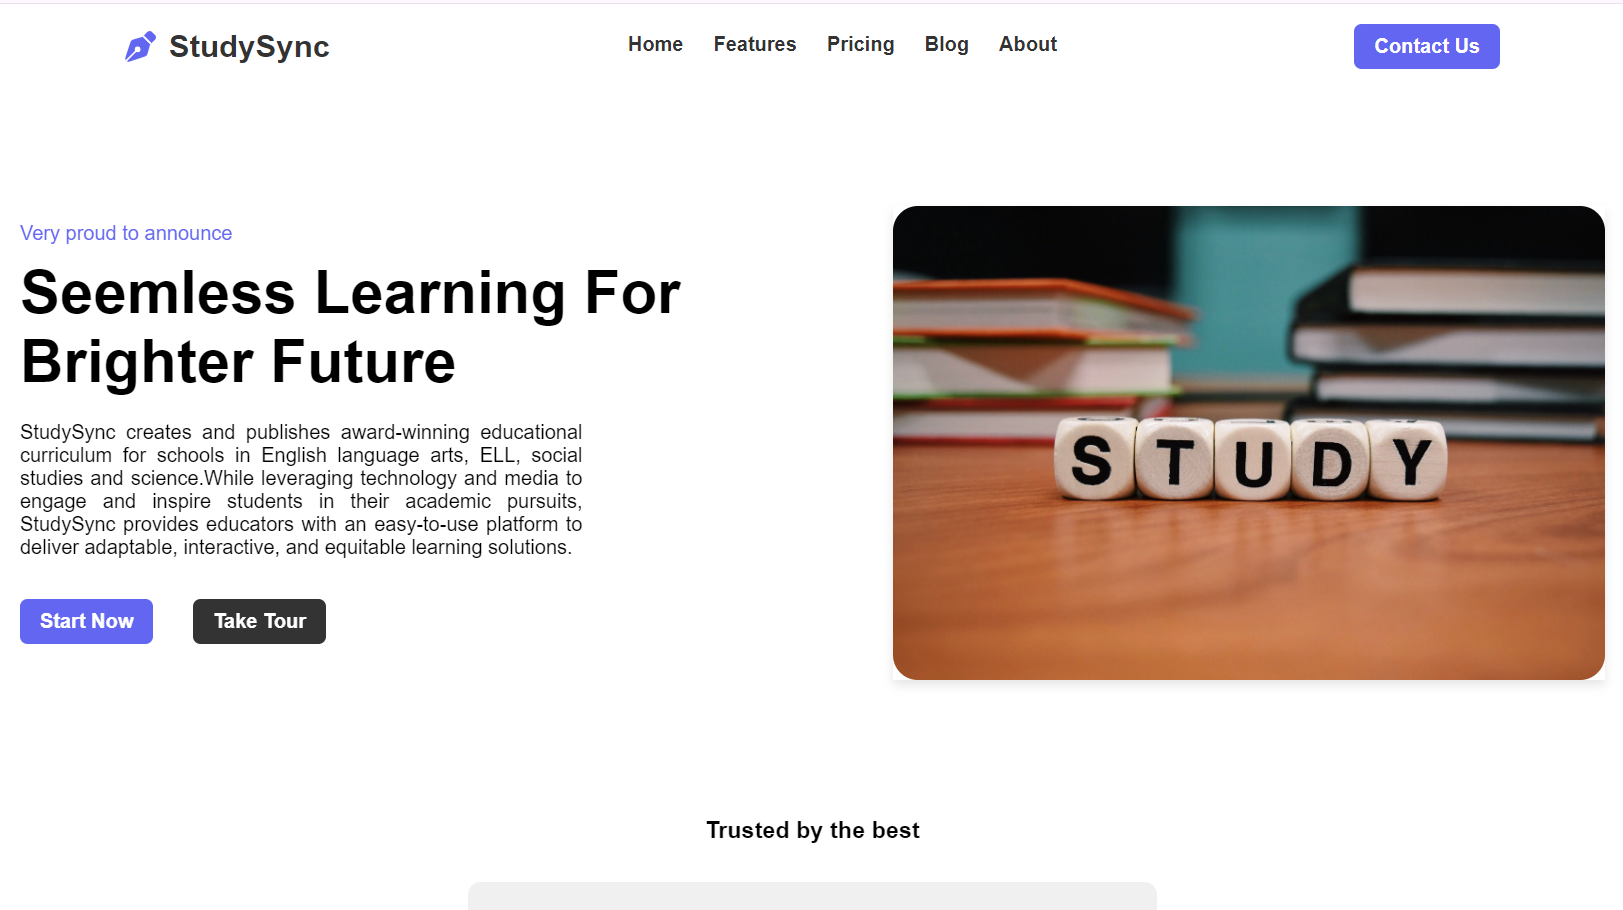 StudySync
Home Features Pricing Blog About
Contact Us
Very proud to announce
Seemless Learning For
Brighter Future
StudySync creates and publishes award-winning educational
curriculum for schools in English language arts, ELL, social
studies and science.While leveraging technology and media to
engage and inspire students in their academic pursuits,
StudySync provides educators with an easy-to-use platform to
deliver adaptable, interactive, and equitable learning solutions.
Start Now
Take Tour
STUDY
Trusted by the best